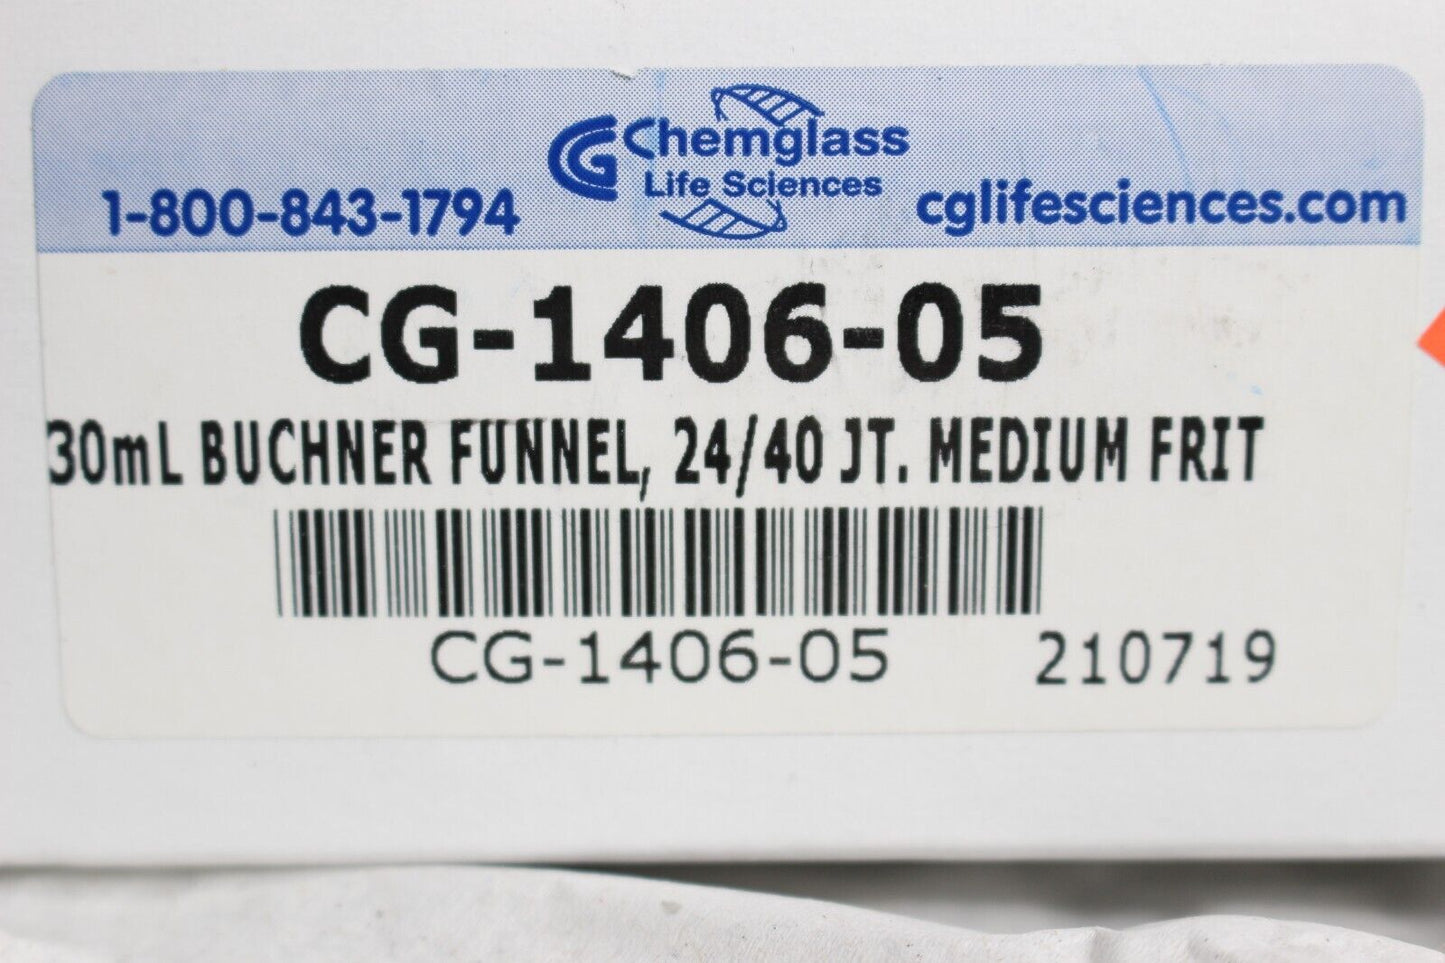 Chemglass
Life Sciences
1-800-843-1794
cglifesciences.com
CG-1406-05
30mL BUCHNER FUNNEL, 24/40 JT. MEDIUM FRIT
CG-1406-05 210719